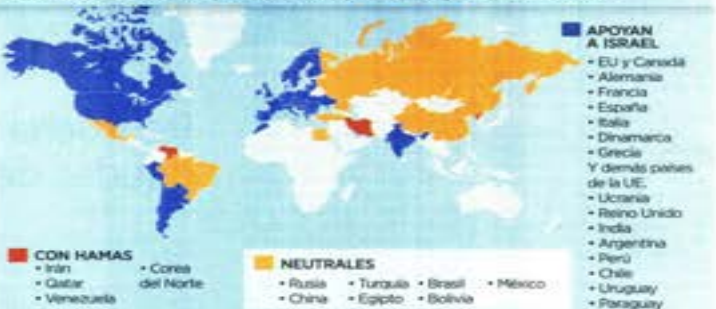 APOYAN
A ISRAEL
• EU y Canadá
• Alemania
• Francia
• España
• Italia
• Dinamarca
• Grecia
Y demás países
de la UE.
• Ucrania
• Reino Unido
• India
• Argentina
• Perú
• Chile
• Uruguay
• Paraguay
CON HAMAS
• Irán
• Qatar
• Venezuela
• Corea
del Norte
NEUTRALES
• Rusia • Turquía • Brasil • México
• China • Egipto • Bolivia